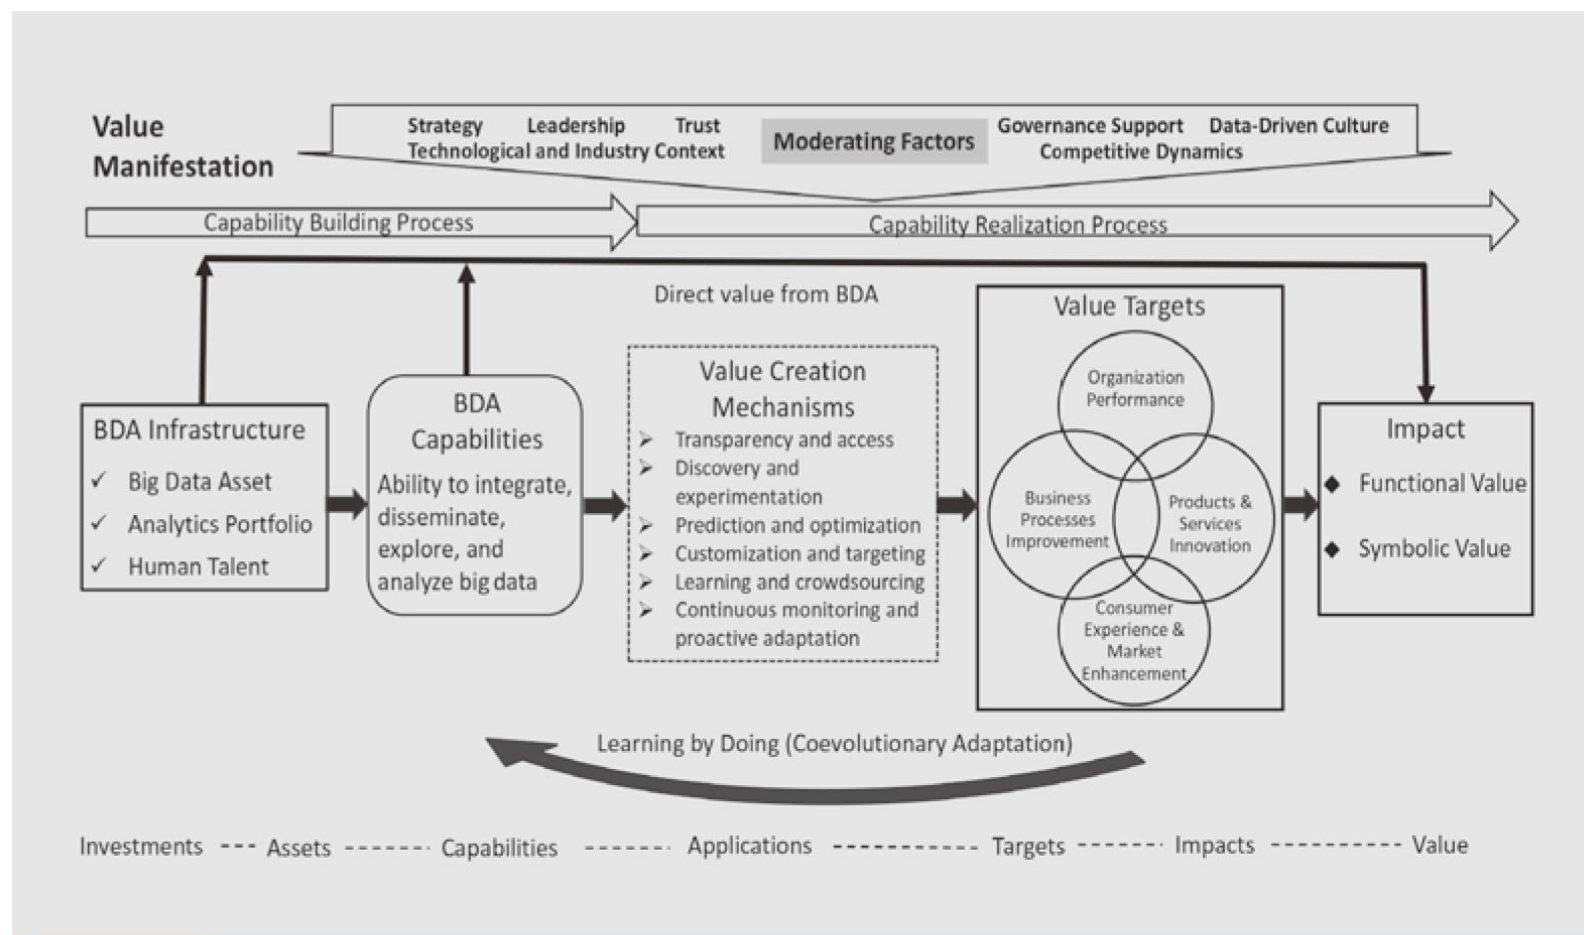 Value
Manifestation
Strategy Leadership Trust
Technological and Industry Context
Moderating Factors
Governance Support Data-Driven Culture
Competitive Dynamics
Capability Building Process
Capability Realization Process
Direct value from BDA
BDA Infrastructure
✓ Big Data Asset
✓ Analytics Portfolio
✓ Human Talent
BDA
Capabilities
Ability to integrate,
disseminate,
explore, and
analyze big data
Value Creation
Mechanisms
➢ Transparency and access
➢ Discovery and
experimentation
➢ Prediction and optimization
➢ Customization and targeting
➢ Learning and crowdsourcing
➢ Continuous monitoring and
proactive adaptation
Value Targets
Organization
Performance
Business
Processes
Improvement
Products &
Services
Innovation
Consumer
Experience &
Market
Enhancement
Impact
◆ Functional Value
◆ Symbolic Value
Learning by Doing (Coevolutionary Adaptation)
Investments --- Assets ------- Capabilities ------- Applications ----------- Targets ------- Impacts ----------- Value